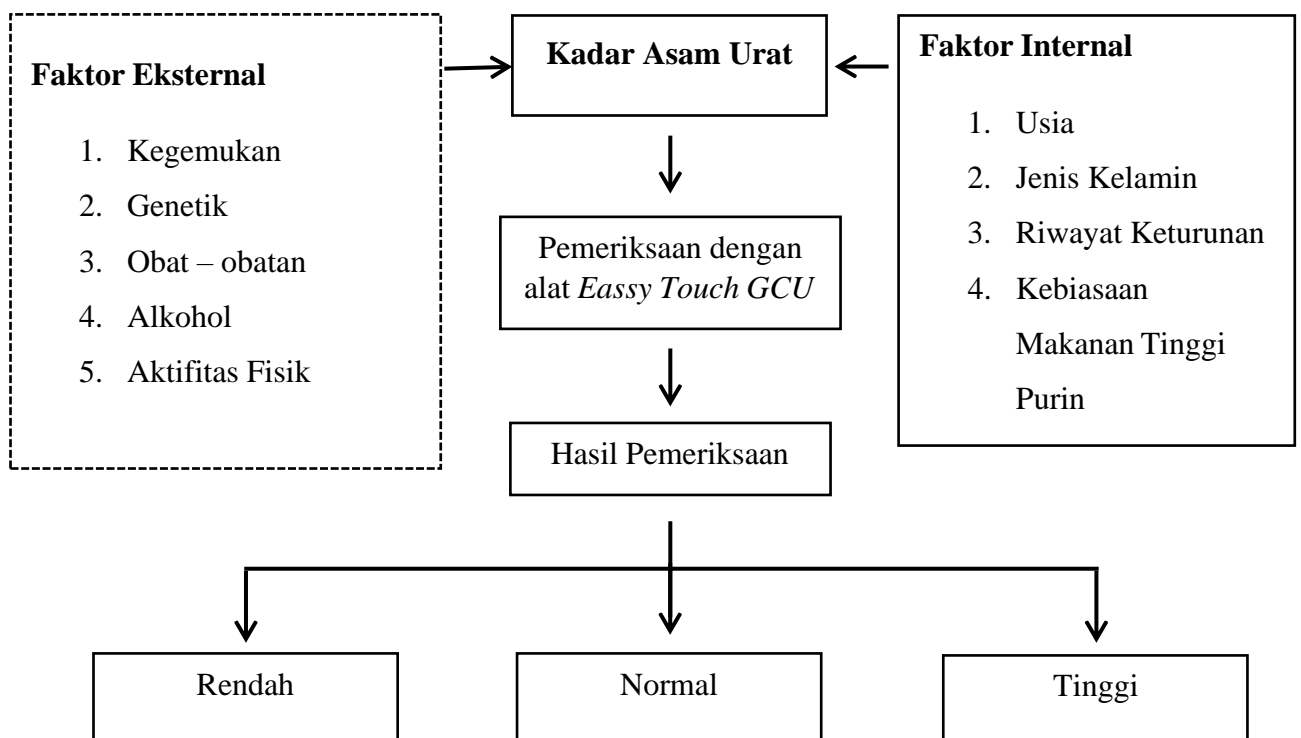 Faktor Eksternal
1. Kegemukan
2. Genetik
3. Obat – obatan
4. Alkohol
5. Aktifitas Fisik
Kadar Asam Urat
Faktor Internal
1. Usia
2. Jenis Kelamin
3. Riwayat Keturunan
4. Kebiasaan
Makanan Tinggi
Purin
Pemeriksaan dengan
alat Eassy Touch GCU
Hasil Pemeriksaan
Rendah
Normal
Tinggi